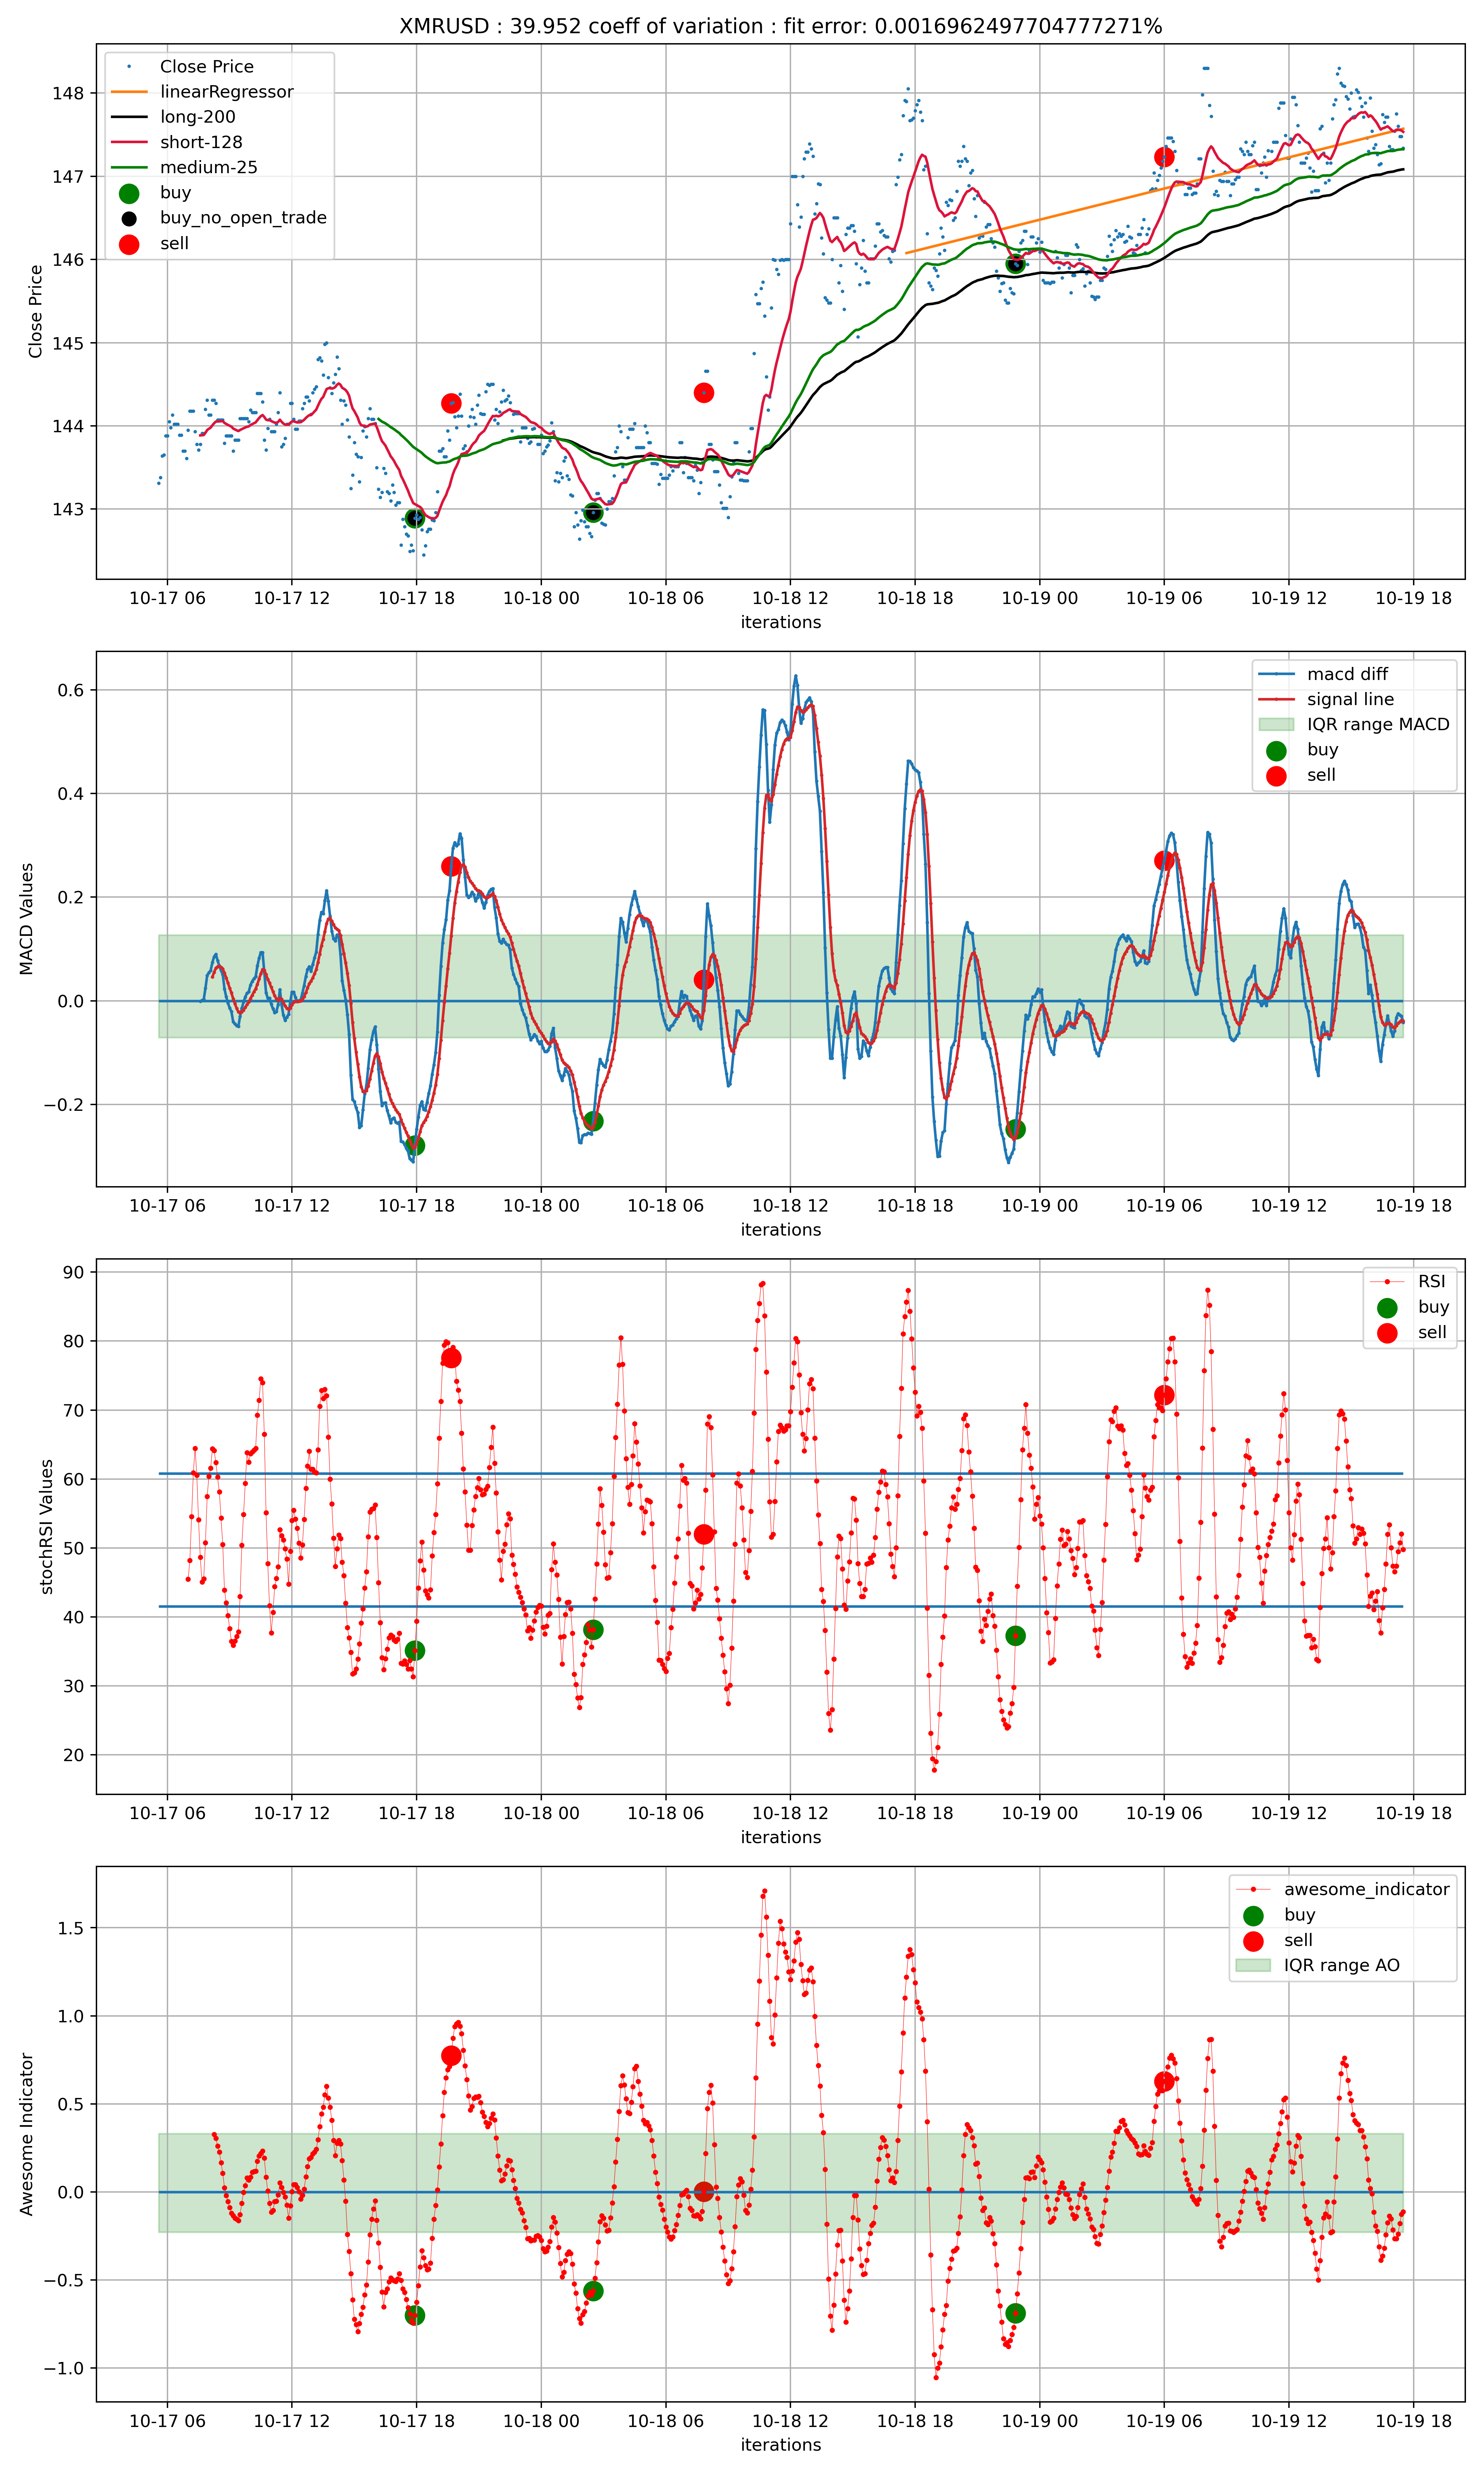 XMRUSD : 39.952 coeff of variation : fit error: 0.0016962497704777271%
Close Price
linearRegressor
long-200
short-128
medium-25
buy
buy_no_open_trade
sell
Close Price
148
147
146
145
144
143
10-17 06 10-17 12 10-17 18 10-18 00 10-18 06 10-18 12 10-18 18 10-19 00 10-19 06 10-19 12 10-19 18
iterations
macd diff
signal line
IQR range MACD
buy
sell
MACD Values
0.6
0.4
0.2
0.0
−0.2
10-17 06 10-17 12 10-17 18 10-18 00 10-18 06 10-18 12 10-18 18 10-19 00 10-19 06 10-19 12 10-19 18
iterations
RSI
buy
sell
stochRSI Values
90
80
70
60
50
40
30
20
10-17 06 10-17 12 10-17 18 10-18 00 10-18 06 10-18 12 10-18 18 10-19 00 10-19 06 10-19 12 10-19 18
iterations
awesome_indicator
buy
sell
IQR range AO
Awesome Indicator
1.5
1.0
0.5
0.0
−0.5
−1.0
10-17 06 10-17 12 10-17 18 10-18 00 10-18 06 10-18 12 10-18 18 10-19 00 10-19 06 10-19 12 10-19 18
iterations